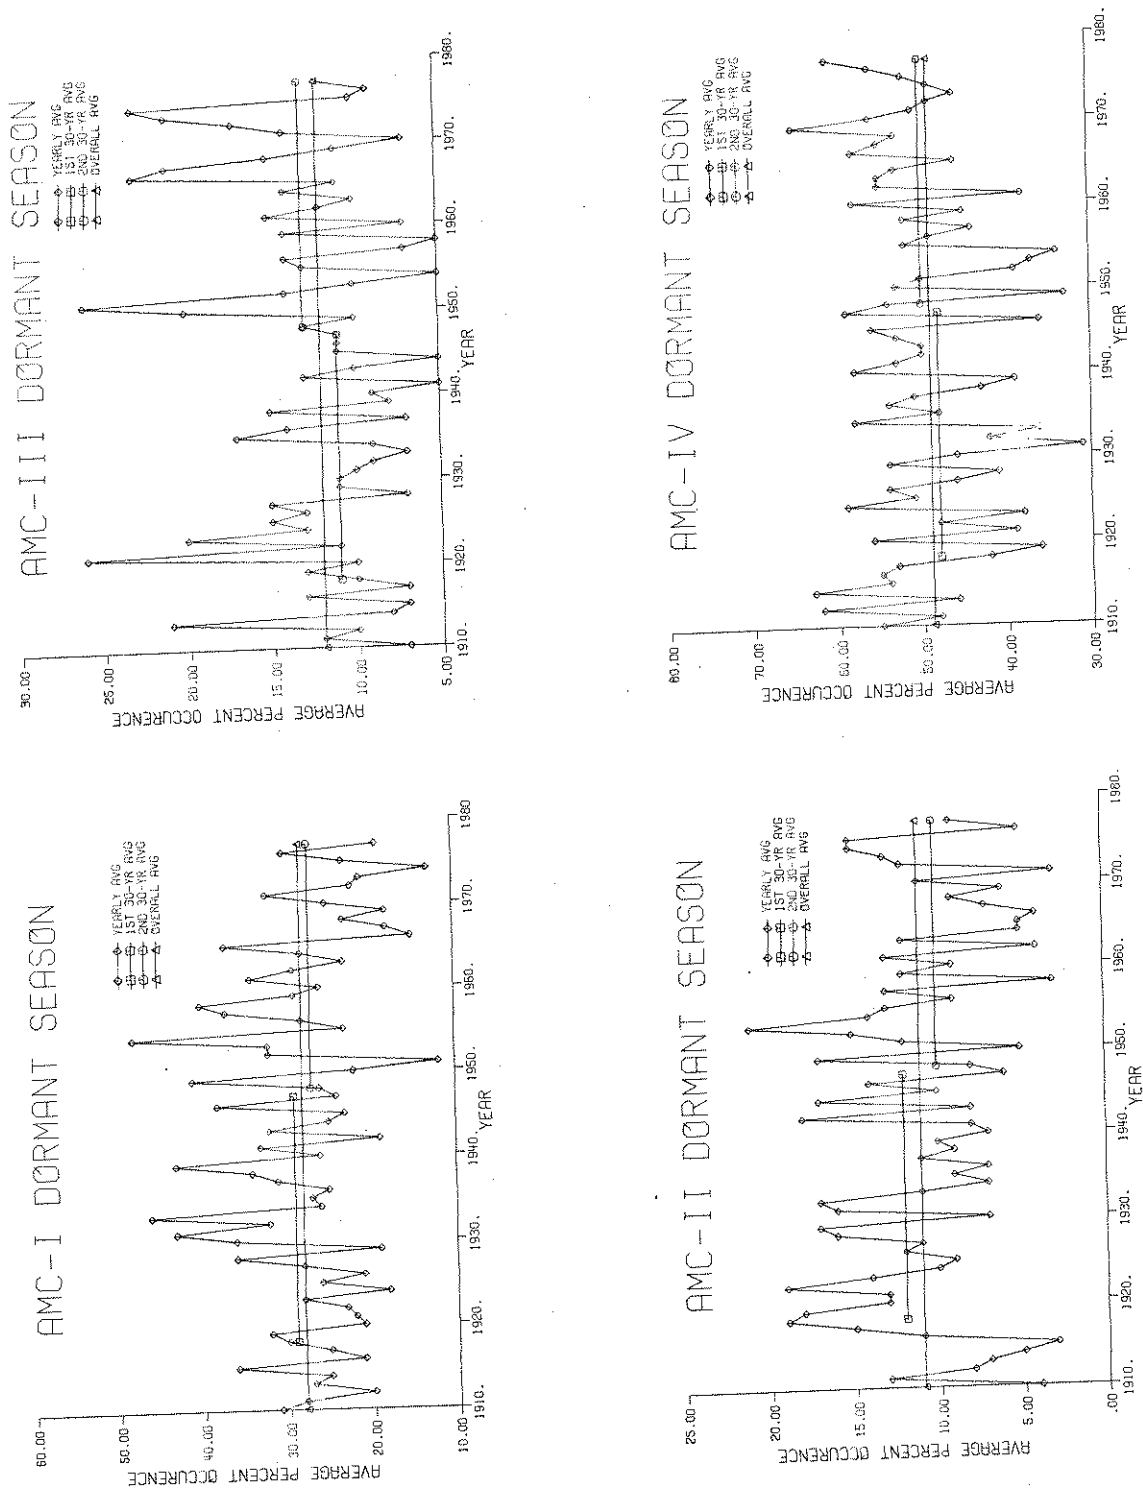 AMC-I DORMANT SEASON
YEARLY AVG
1ST 30-YR AVG
2ND 30-YR AVG
OVERALL AVG
60.00
50.00
40.00
30.00
20.00
10.00
AVERAGE PERCENT OCCURENCE
1910.
1920.
1930.
1940.
1950.
1960.
1970.
1980
YEAR
AMC-III DORMANT SEASON
YEARLY AVG
1ST 30-YR AVG
2ND 30-YR AVG
OVERALL AVG
30.00
25.00
20.00
15.00
10.00
5.00
AVERAGE PERCENT OCCURENCE
1910.
1920.
1930.
1940.
1950.
1960.
1970.
1980.
YEAR
AMC-II DORMANT SEASON
YEARLY AVG
1ST 30-YR AVG
2ND 30-YR AVG
OVERALL AVG
25.00
20.00
15.00
10.00
5.00
.00
AVERAGE PERCENT OCCURENCE
1910.
1920.
1930.
1940.
1950.
1960.
1970.
1980.
YEAR
AMC-IV DORMANT SEASON
YEARLY AVG
1ST 30-YR AVG
2ND 30-YR AVG
OVERALL AVG
80.00
70.00
60.00
50.00
40.00
30.00
AVERAGE PERCENT OCCURENCE
1910.
1920.
1930.
1940.
1950.
1960.
1970.
1980.
YEAR